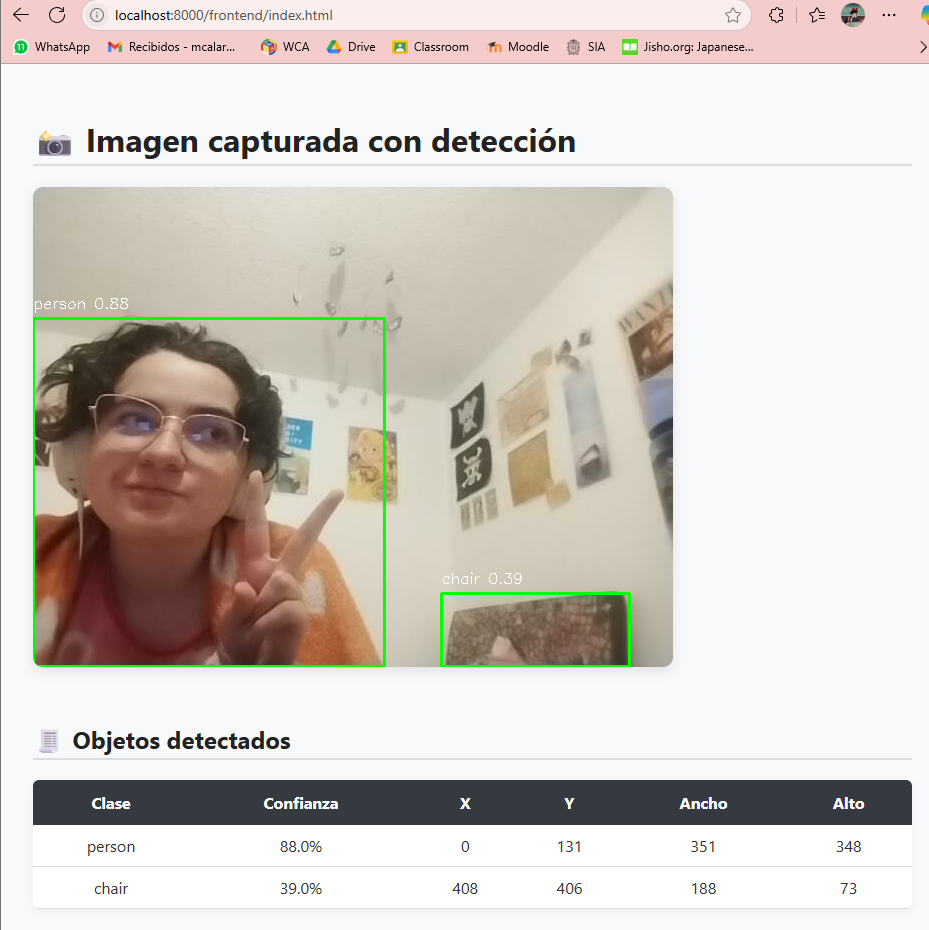 localhost:8000/frontend/index.html
11 WhatsApp Recibidos - mcalar... WCA Drive Classroom Moodle SIA Jisho.org: Japanese...
Imagen capturada con detección
person 0.88
WANTE
chair 0.39
Objetos detectados
Clase Confianza X Y Ancho Alto
person 88.0% 0 131 351 348
chair 39.0% 408 406 188 73